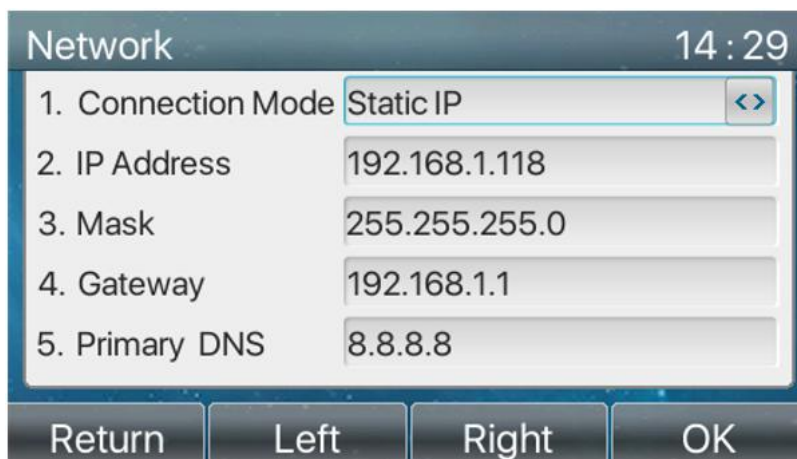 Network 14:29
1. Connection Mode Static IP <>
2. IP Address 192.168.1.118
3. Mask 255.255.255.0
4. Gateway 192.168.1.1
5. Primary DNS 8.8.8.8
Return Left Right OK